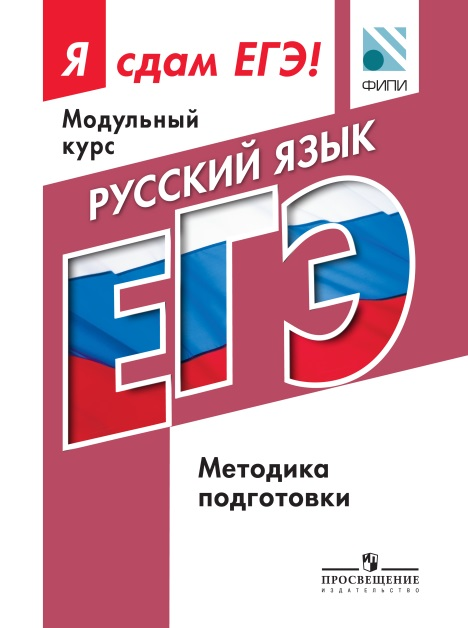 Я сдам ЕГЭ!
ФИПИ
Модульный
курс
РУССКИЙ ЯЗЫК
ЕГЭ
Методика
подготовки
ПРОСВЕЩЕНИЕ
ИЗДАТЕЛЬСТВО